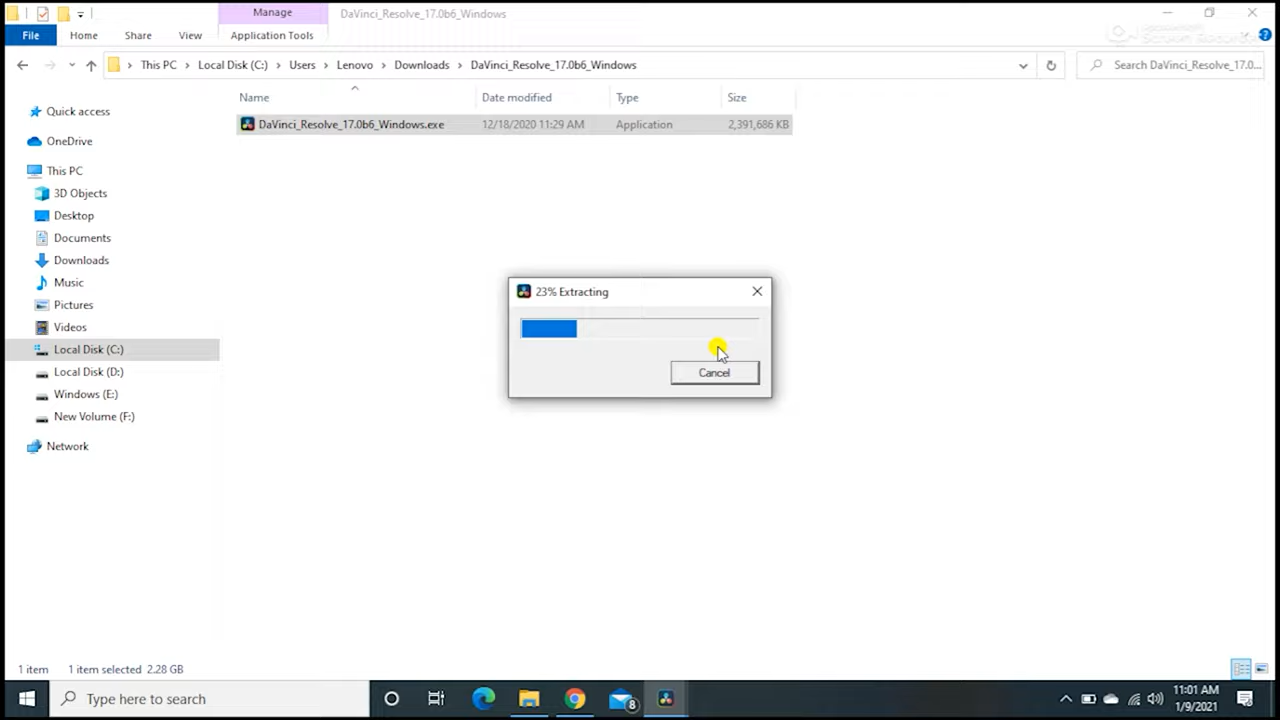 Manage
DaVinci_Resolve_17.0b6_Windows
File
Home
Share
View
Application Tools
This PC
Local Disk (C:)
Users
Lenovo
Downloads
DaVinci_Resolve_17.0b6_Windows
Search DaVinci_Resolve_17.0...
Name
Date modified
Type
Size
DaVinci_Resolve_17.0b6_Windows.exe
12/18/2020 11:29 AM
Application
2,391,686 KB
Quick access
OneDrive
This PC
3D Objects
Desktop
Documents
Downloads
Music
Pictures
Videos
Local Disk (C:)
Local Disk (D:)
Windows (E:)
New Volume (F:)
Network
23% Extracting
Cancel
1 item
1 item selected 2.28 GB
Type here to search
8
11:01 AM
1/9/2021